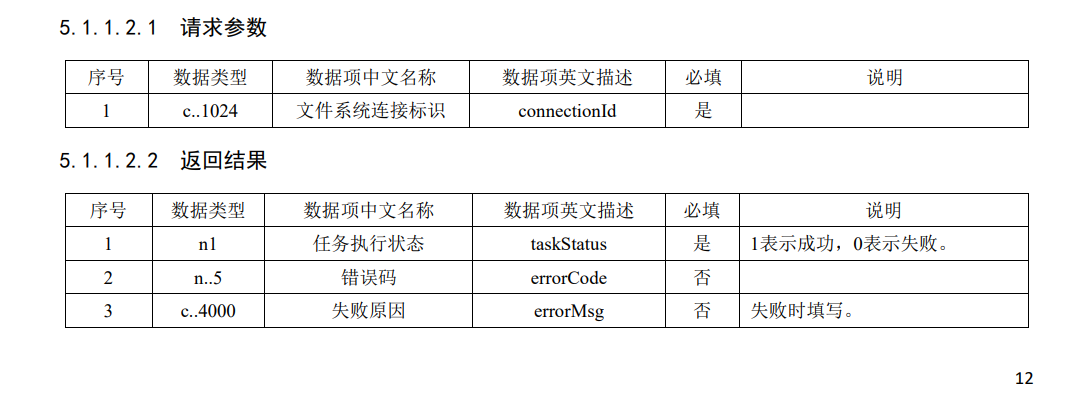 5.1.1.2.1 请求参数
序号 数据类型 数据项中文名称 数据项英文描述 必填 说明
1 c..1024 文件系统连接标识 connectionId 是
5.1.1.2.2 返回结果
序号 数据类型 数据项中文名称 数据项英文描述 必填 说明
1 n1 任务执行状态 taskStatus 是 1表示成功，0表示失败。
2 n..5 错误码 errorCode 否
3 c..4000 失败原因 errorMsg 否 失败时填写。
12